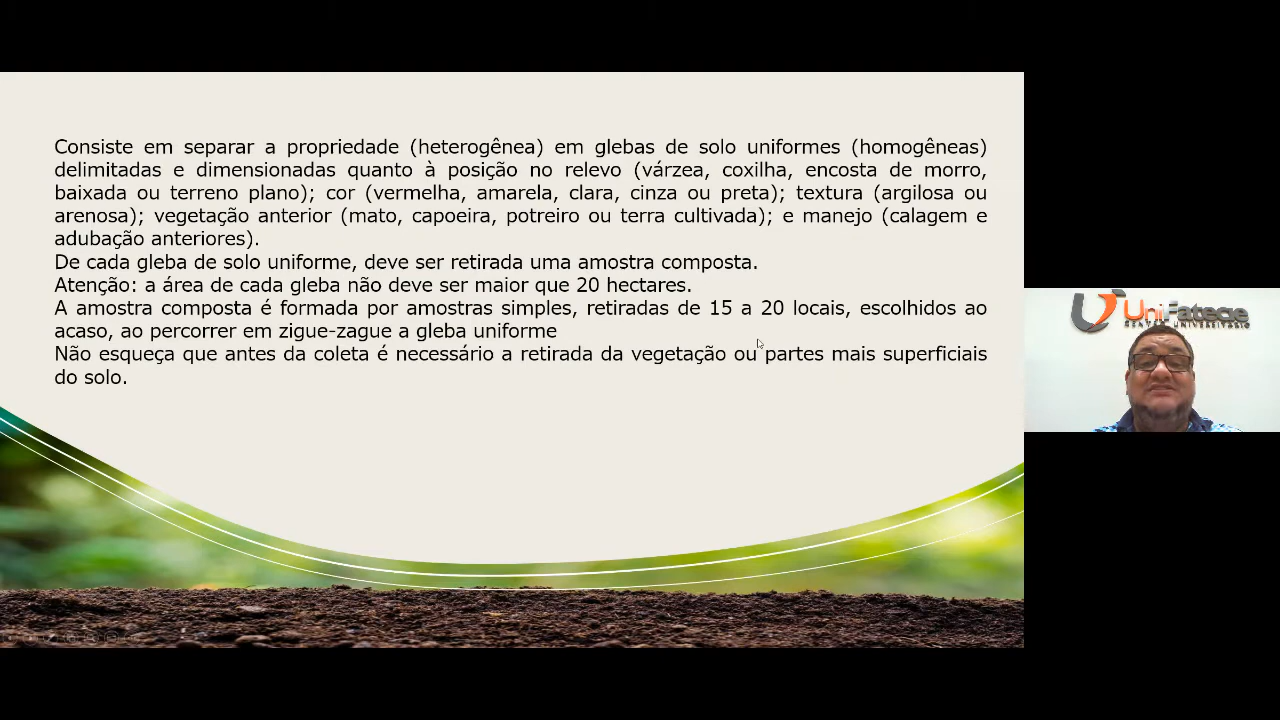 Consiste em separar a propriedade (heterogênea) em glebas de solo uniformes (homogêneas)
delimitadas e dimensionadas quanto à posição no relevo (várzea, coxilha, encosta de morro,
baixada ou terreno plano); cor (vermelha, amarela, clara, cinza ou preta); textura (argilosa ou
arenosa); vegetação anterior (mato, capoeira, potreiro ou terra cultivada); e manejo (calagem e
adubação anteriores).
De cada gleba de solo uniforme, deve ser retirada uma amostra composta.
Atenção: a área de cada gleba não deve ser maior que 20 hectares.
A amostra composta é formada por amostras simples, retiradas de 15 a 20 locais, escolhidos ao
acaso, ao percorrer em zigue-zague a gleba uniforme
Não esqueça que antes da coleta é necessário a retirada da vegetação ou partes mais superficiais
do solo.
UniFatecie
CENTRO UNIVERSITÁRIO